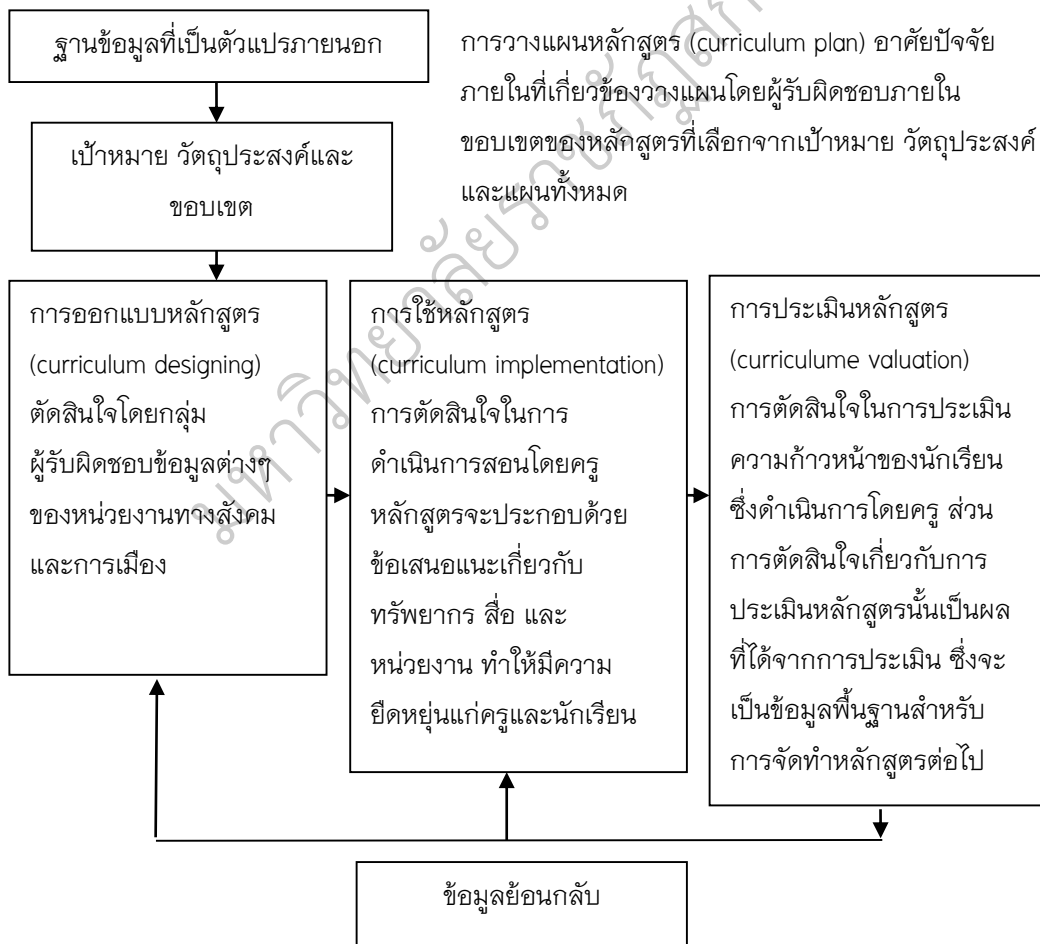 ฐานข้อมูลที่เป็นตัวแปรภายนอก
การวางแผนหลักสูตร (curriculum plan) อาศัยปัจจัย
ภายในที่เกี่ยวข้องวางแผนโดยผู้รับผิดชอบภายใน
ขอบเขตของหลักสูตรที่เลือกจากเป้าหมาย วัตถุประสงค์
และแผนทั้งหมด
เป้าหมาย วัตถุประสงค์และ
ขอบเขต
การออกแบบหลักสูตร
(curriculum designing)
ตัดสินใจโดยกลุ่ม
ผู้รับผิดชอบข้อมูลต่างๆ
ของหน่วยงานทางสังคม
และการเมือง
การใช้หลักสูตร
(curriculum implementation)
การตัดสินใจในการ
ดำเนินการสอนโดยครู
หลักสูตรจะประกอบด้วย
ข้อเสนอแนะเกี่ยวกับ
ทรัพยากร สื่อ และ
หน่วยงาน ทำให้มีความ
ยืดหยุ่นแก่ครูและนักเรียน
การประเมินหลักสูตร
(curriculume valuation)
การตัดสินใจในการประเมิน
ความก้าวหน้าของนักเรียน
ซึ่งดำเนินการโดยครู ส่วน
การตัดสินใจเกี่ยวกับการ
ประเมินหลักสูตรนั้นเป็นผล
ที่ได้จากการประเมิน ซึ่งจะ
เป็นข้อมูลพื้นฐานสำหรับ
การจัดทำหลักสูตรต่อไป
ข้อมูลย้อนกลับ